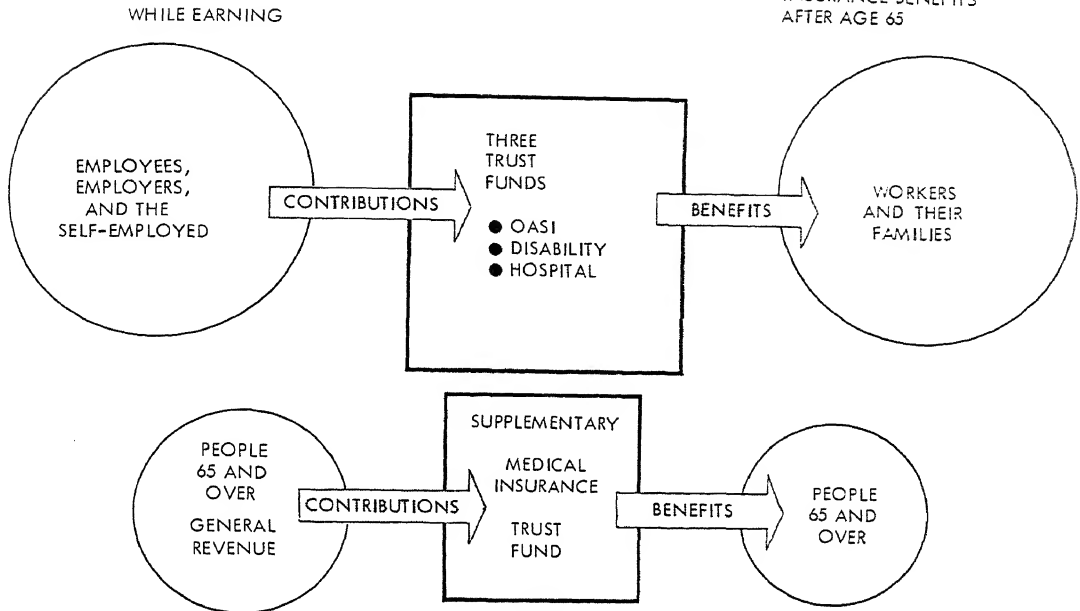 WHILE EARNING
INSURANCE BENEFITS
AFTER AGE 65
EMPLOYEES,
EMPLOYERS,
AND THE
SELF-EMPLOYED
CONTRIBUTIONS
THREE
TRUST
FUNDS
● OASI
● DISABILITY
● HOSPITAL
BENEFITS
WORKERS
AND THEIR
FAMILIES
PEOPLE
65 AND
OVER
GENERAL
REVENUE
CONTRIBUTIONS
SUPPLEMENTARY
MEDICAL
INSURANCE
TRUST
FUND
BENEFITS
PEOPLE
65 AND
OVER